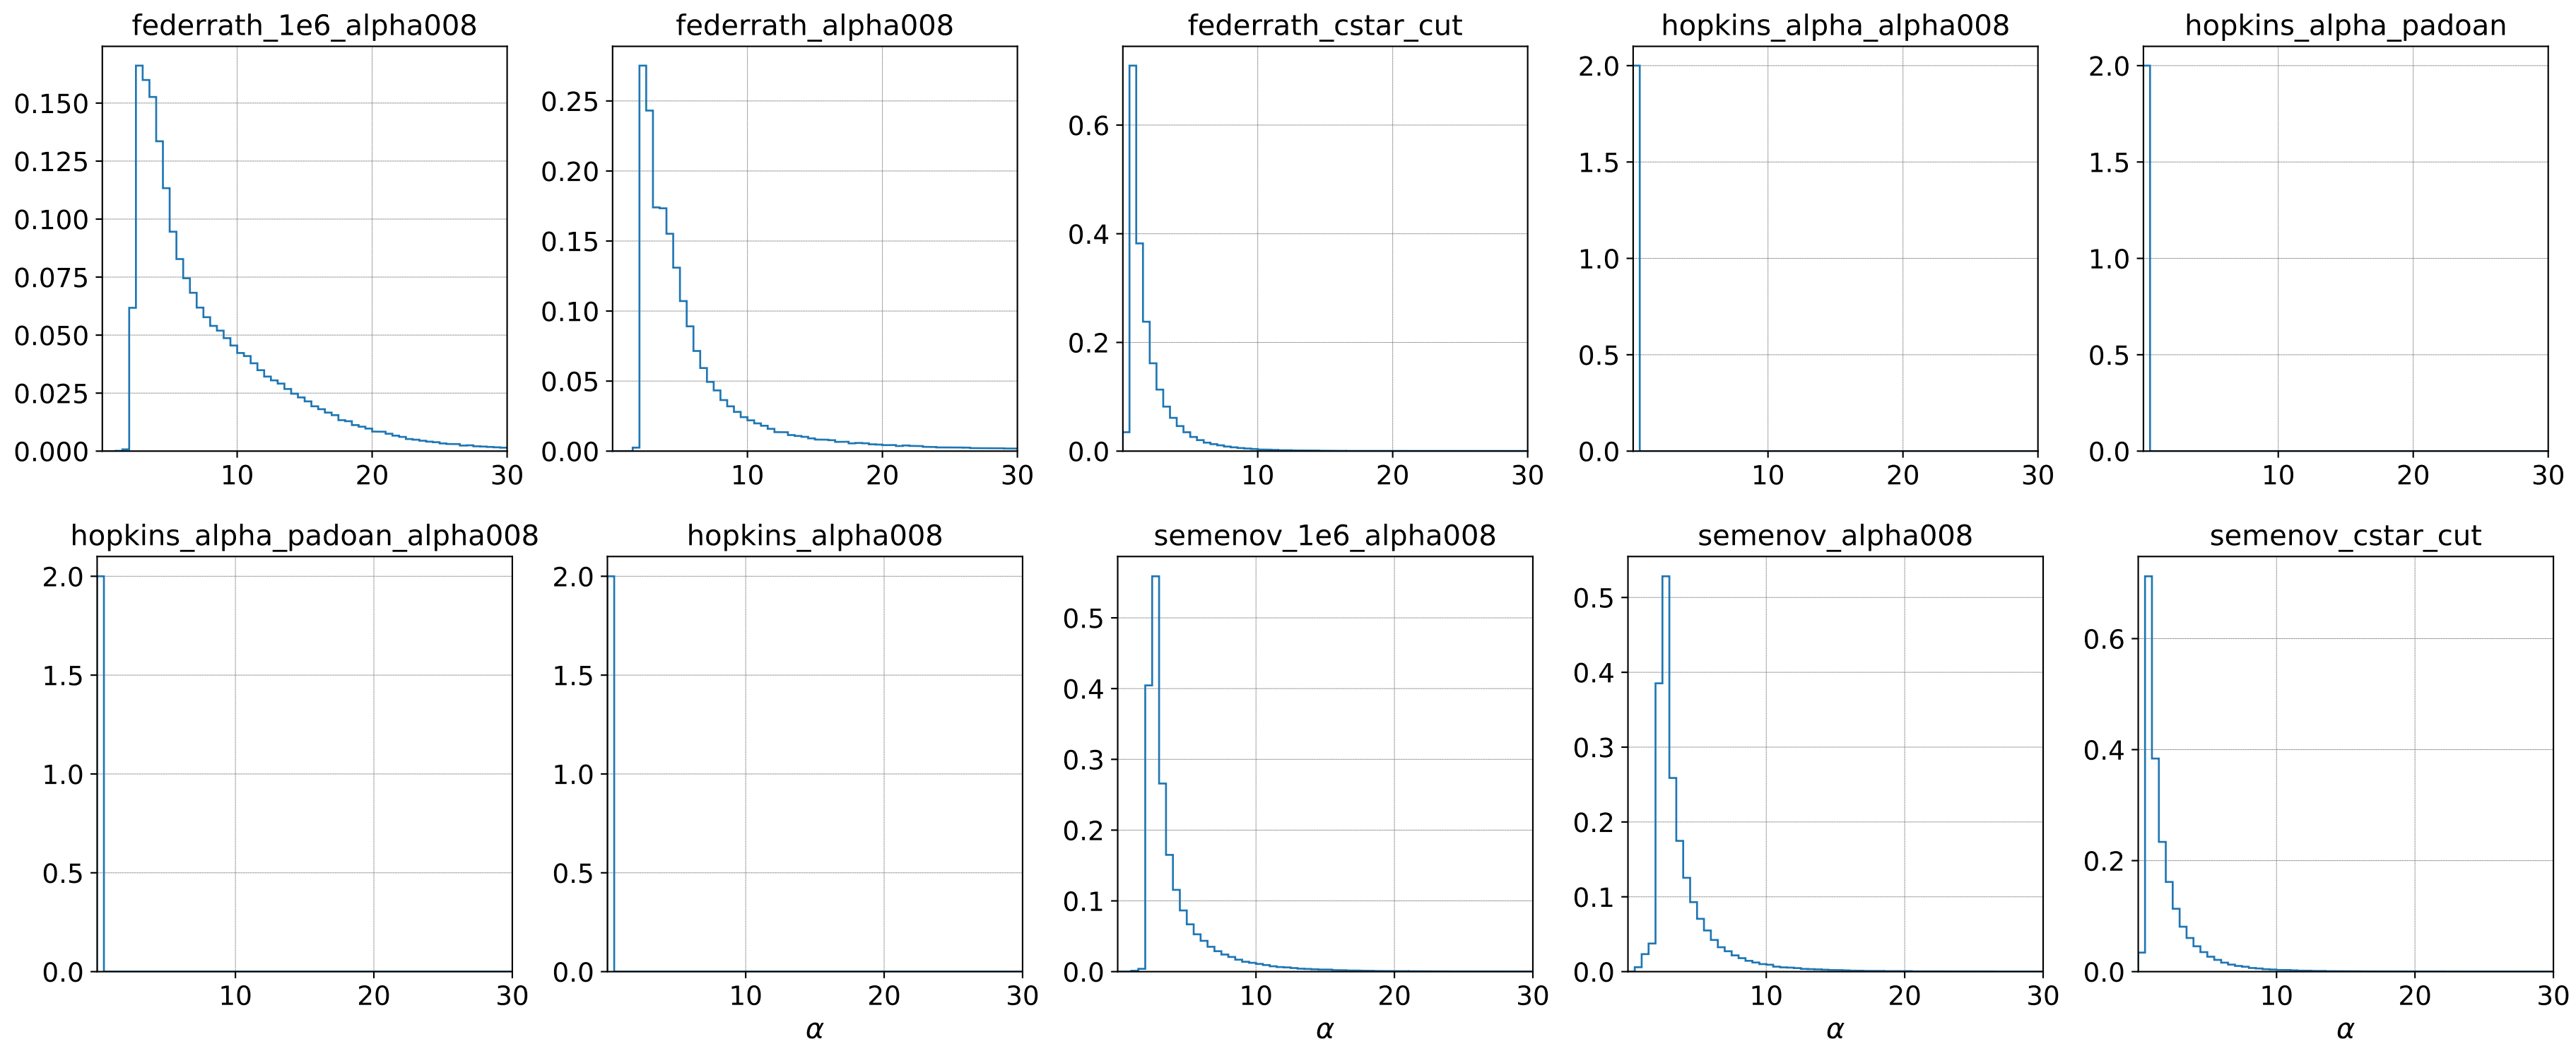 federrath_1e6_alpha008
0.150
0.125
0.100
0.075
0.050
0.025
0.000
10 20 30
federrath_alpha008
0.25
0.20
0.15
0.10
0.05
0.00
10 20 30
federrath_cstar_cut
0.6
0.4
0.2
0.0
10 20 30
hopkins_alpha_alpha008
2.0
1.5
1.0
0.5
0.0
10 20 30
hopkins_alpha_padoan
2.0
1.5
1.0
0.5
0.0
10 20 30
hopkins_alpha_padoan_alpha008
2.0
1.5
1.0
0.5
0.0
10 20 30
hopkins_alpha008
2.0
1.5
1.0
0.5
0.0
10 20 30
α
semenov_1e6_alpha008
0.5
0.4
0.3
0.2
0.1
0.0
10 20 30
α
semenov_alpha008
0.5
0.4
0.3
0.2
0.1
0.0
10 20 30
α
semenov_cstar_cut
0.6
0.4
0.2
0.0
10 20 30
α